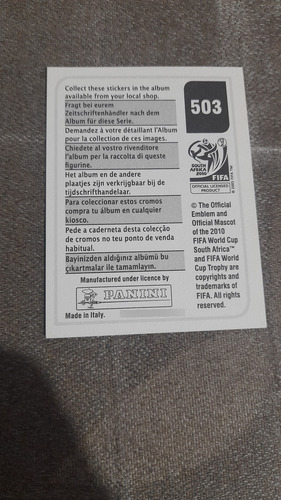 Collect these stickers in the album
available from your local shop.
Fragt bei eurem
Zeitschriftenhändler nach dem
Album für diese Serie.
Demandez à votre détaillant l'Album
pour la collection de ces images.
Chiedete al vostro rivenditore
l'album per la raccolta di queste
figurine.
Het album en de andere
plaatjes zijn verkrijgbaar bij de
tijdschrifthandelaar.
Para coleccionar estos cromos
compra tu álbum en cualquier
kiosco.
Pede a caderneta desta colecção
de cromos no teu ponto de venda
habitual.
Bayinizden aldığınız albümü bu
çıkartmalar ile tamamlayın.
Manufactured under licence by
PANINI
Made in Italy.
503
SOUTH
AFRICA
2010
FIFA
OFFICIAL LICENSED
PRODUCT
© The Official
Emblem and
Official Mascot
of the 2010
FIFA World Cup
South Africa™
and FIFA World
Cup Trophy are
copyrights and
trademarks of
FIFA. All rights
reserved.